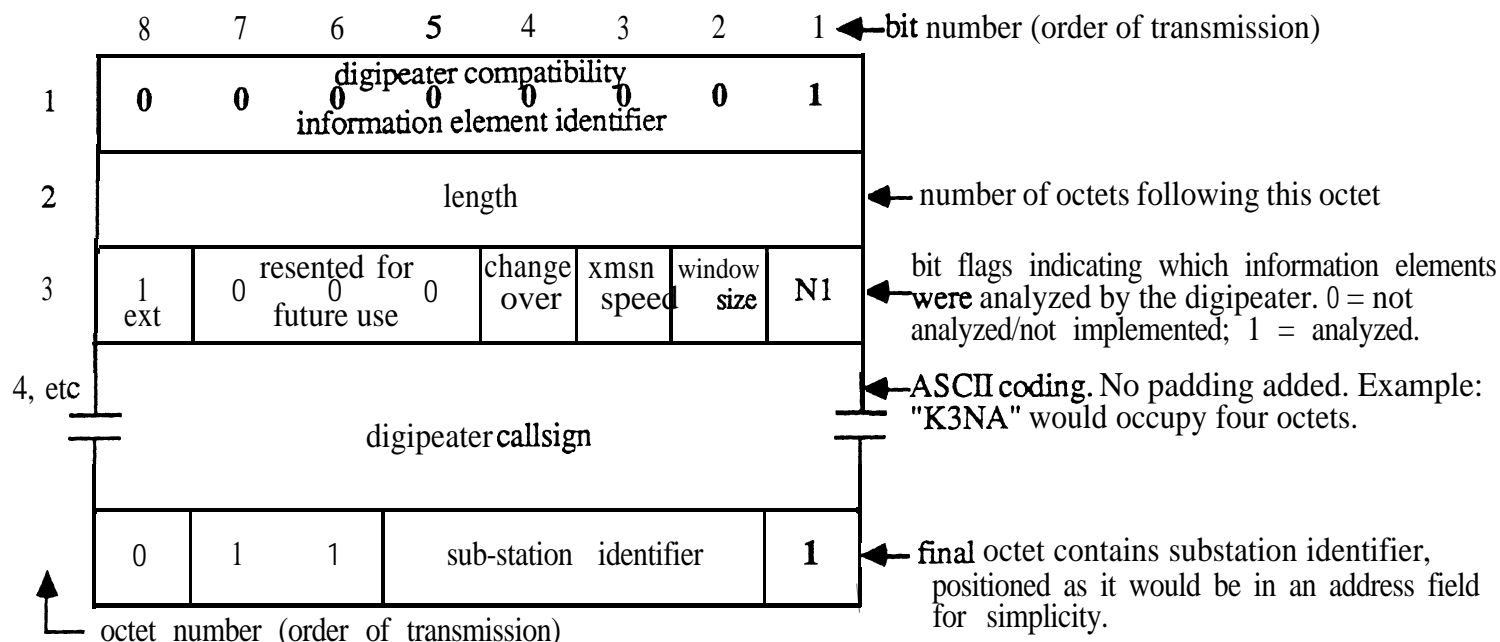 8 7 6 5 4 3 2 1 bit number (order of transmission)
digipeater compatibility
1 0 0 0 0 0 0 0 1
information element identifier
2 length number of octets following this octet
resented for change xmsn window bit flags indicating which information elements
3 1 0 0 0 over speed size N1 were analyzed by the digipeater. 0 = not
ext future use analyzed/not implemented; 1 = analyzed.
4, etc ASCII coding. No padding added. Example:
"K3NA" would occupy four octets.
digipeater callsign
0 1 1 sub-station identifier 1 final octet contains substation identifier,
positioned as it would be in an address field
for simplicity.
octet number (order of transmission)